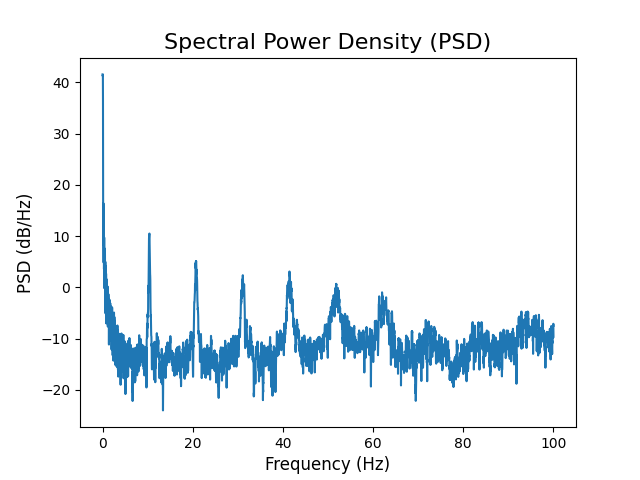 Spectral Power Density (PSD)
40
30
20
10
0
−10
−20
PSD (dB/Hz)
0 20 40 60 80 100
Frequency (Hz)